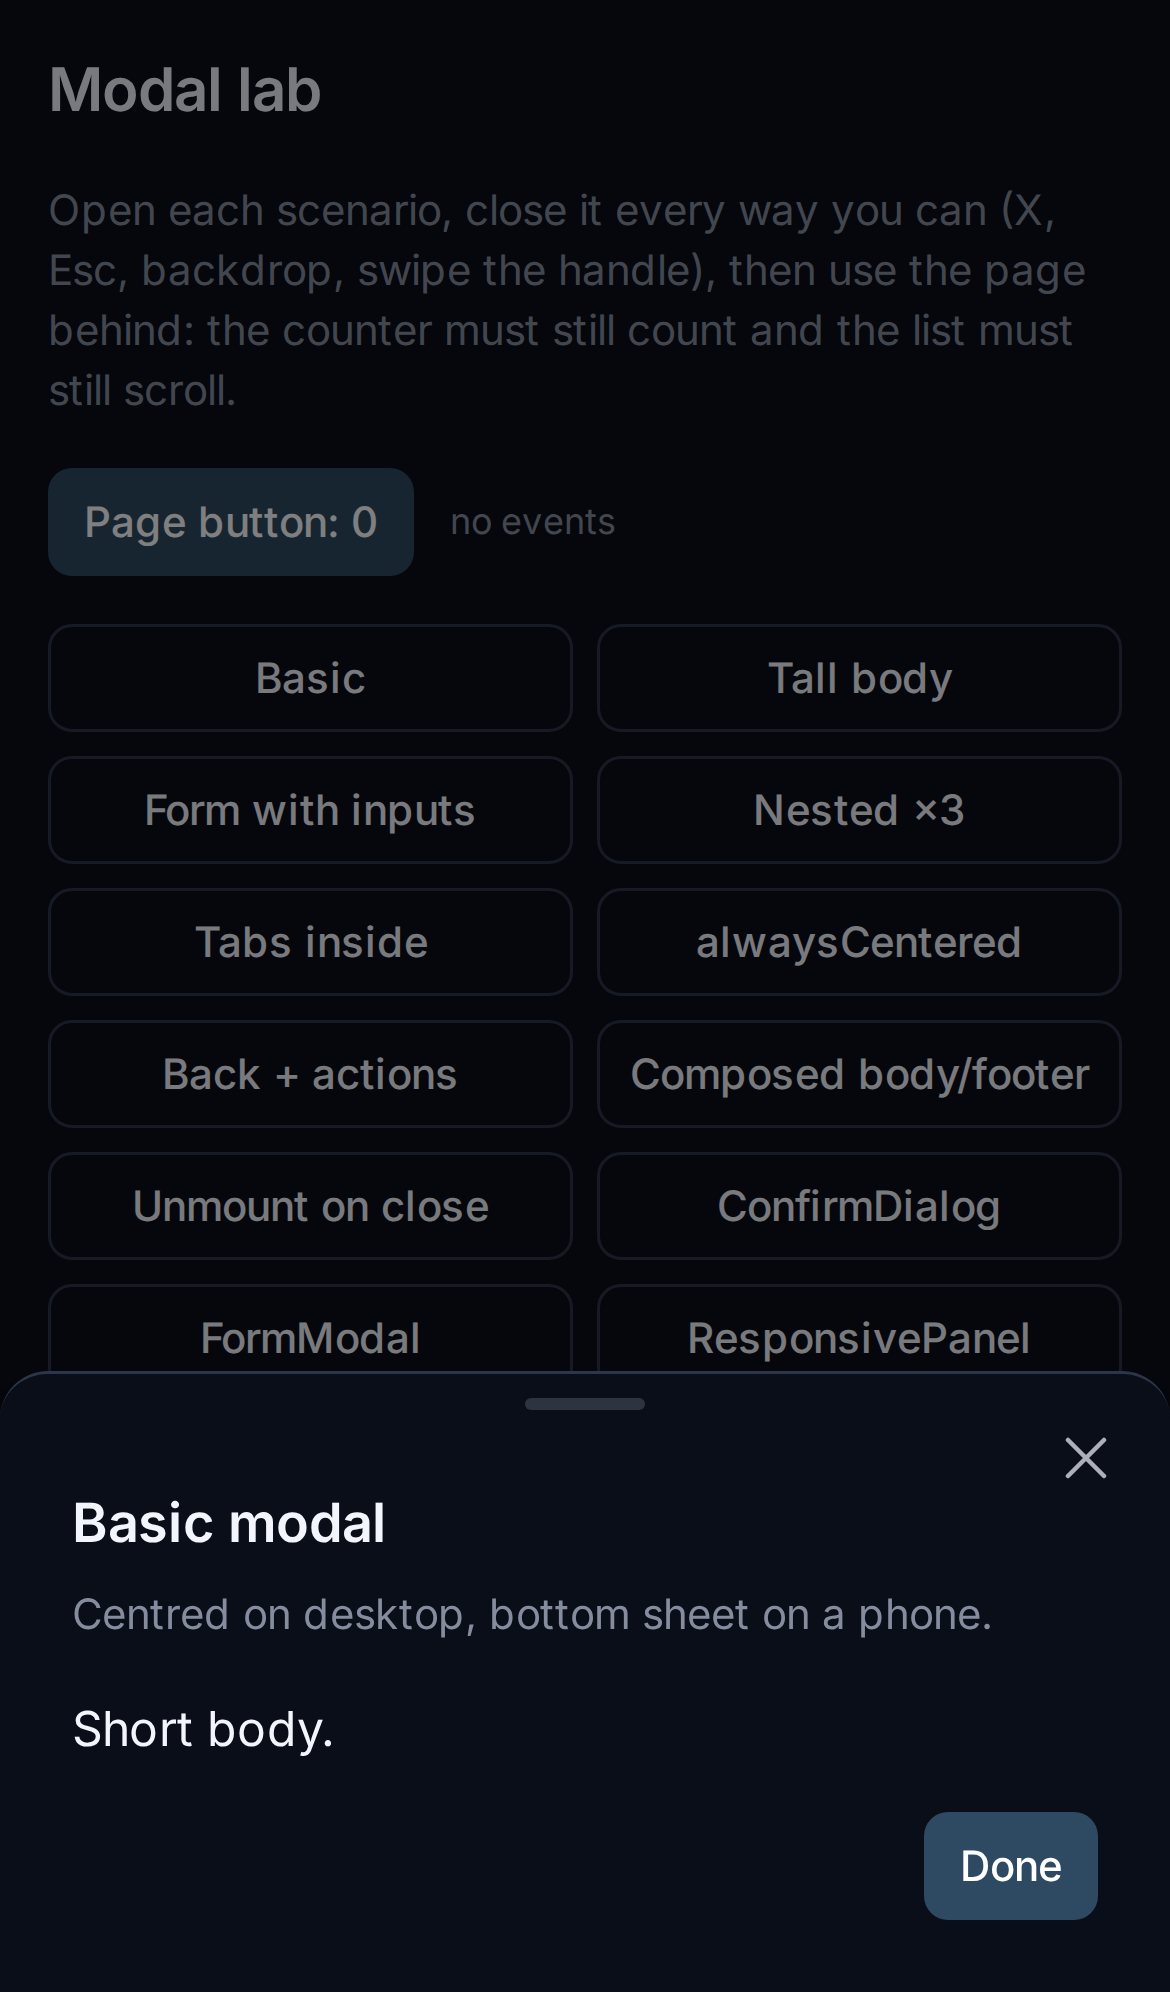 Modal lab
Open each scenario, close it every way you can (X,
Esc, backdrop, swipe the handle), then use the page
behind: the counter must still count and the list must
still scroll.
Page button: 0
no events
Basic
Tall body
Form with inputs
Nested ×3
Tabs inside
alwaysCentered
Back + actions
Composed body/footer
Unmount on close
ConfirmDialog
FormModal
ResponsivePanel
Basic modal
Centred on desktop, bottom sheet on a phone.
Short body.
Done